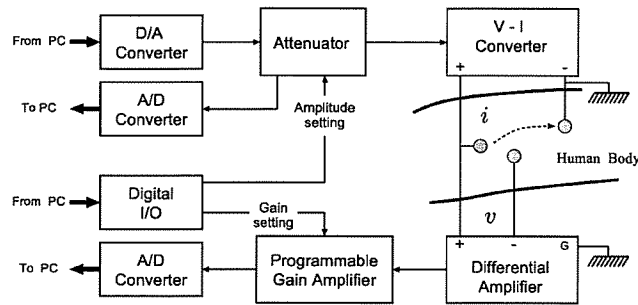 From PC
D/A
Converter
Attenuator
V - I
Converter
+
-
To PC
A/D
Converter
Amplitude
setting
i
Human Body
From PC
Digital
I/O
Gain
setting
v
To PC
A/D
Converter
Programmable
Gain Amplifier
+
-
G
Differential
Amplifier